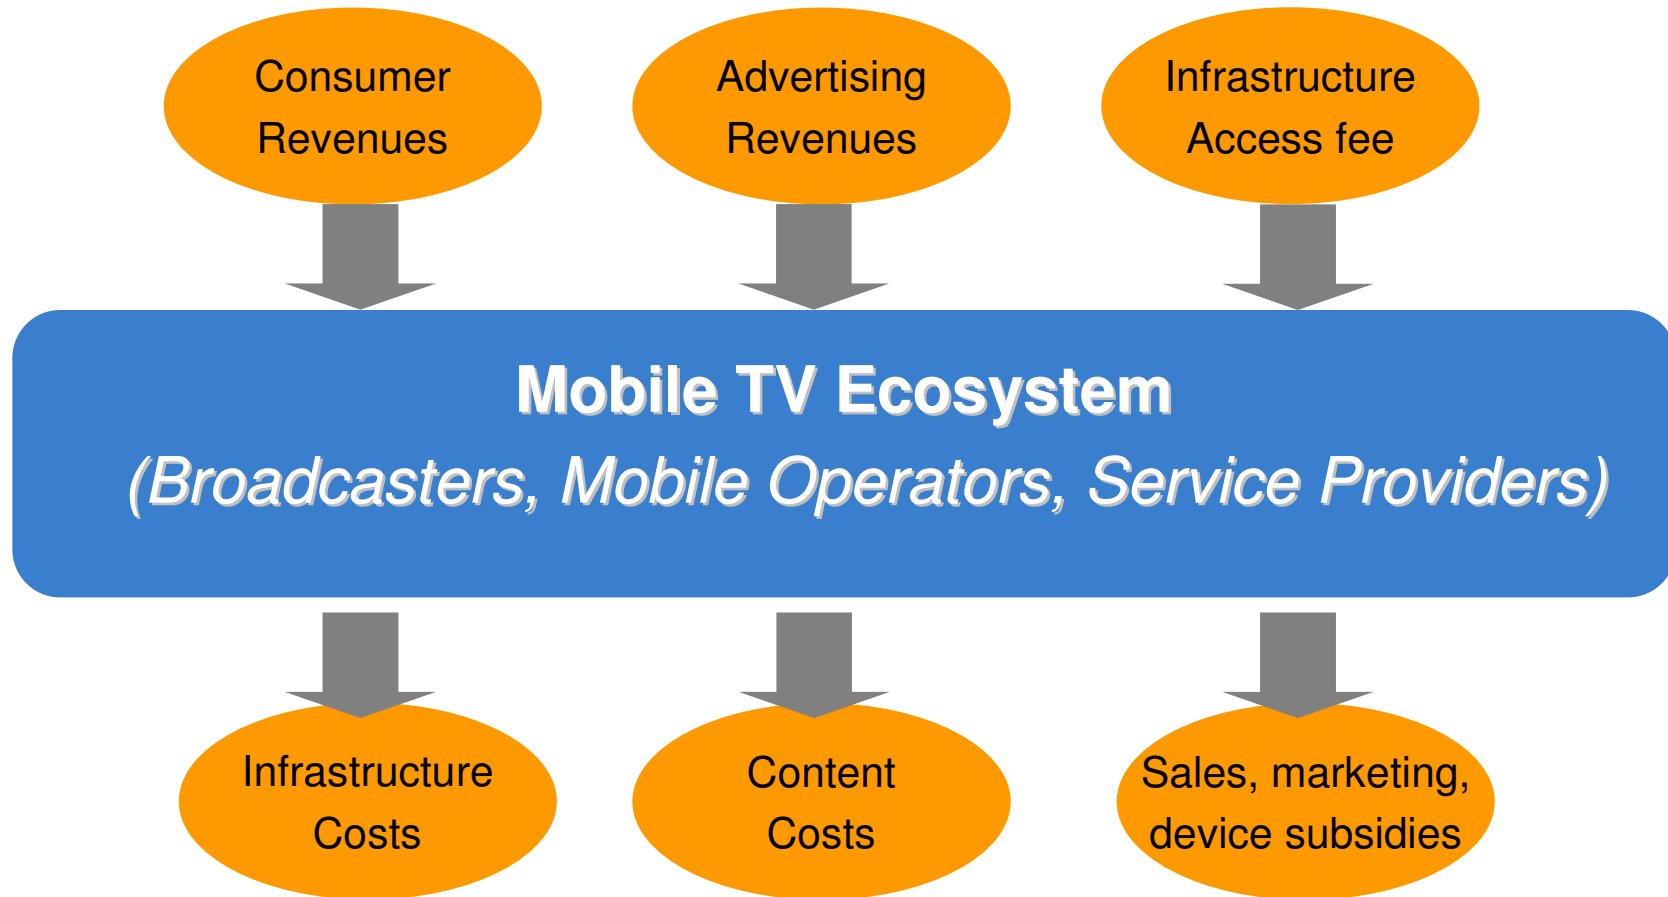 Consumer
Revenues
Advertising
Revenues
Infrastructure
Access fee
Mobile TV Ecosystem
(Broadcasters, Mobile Operators, Service Providers)
Infrastructure
Costs
Content
Costs
Sales, marketing,
device subsidies